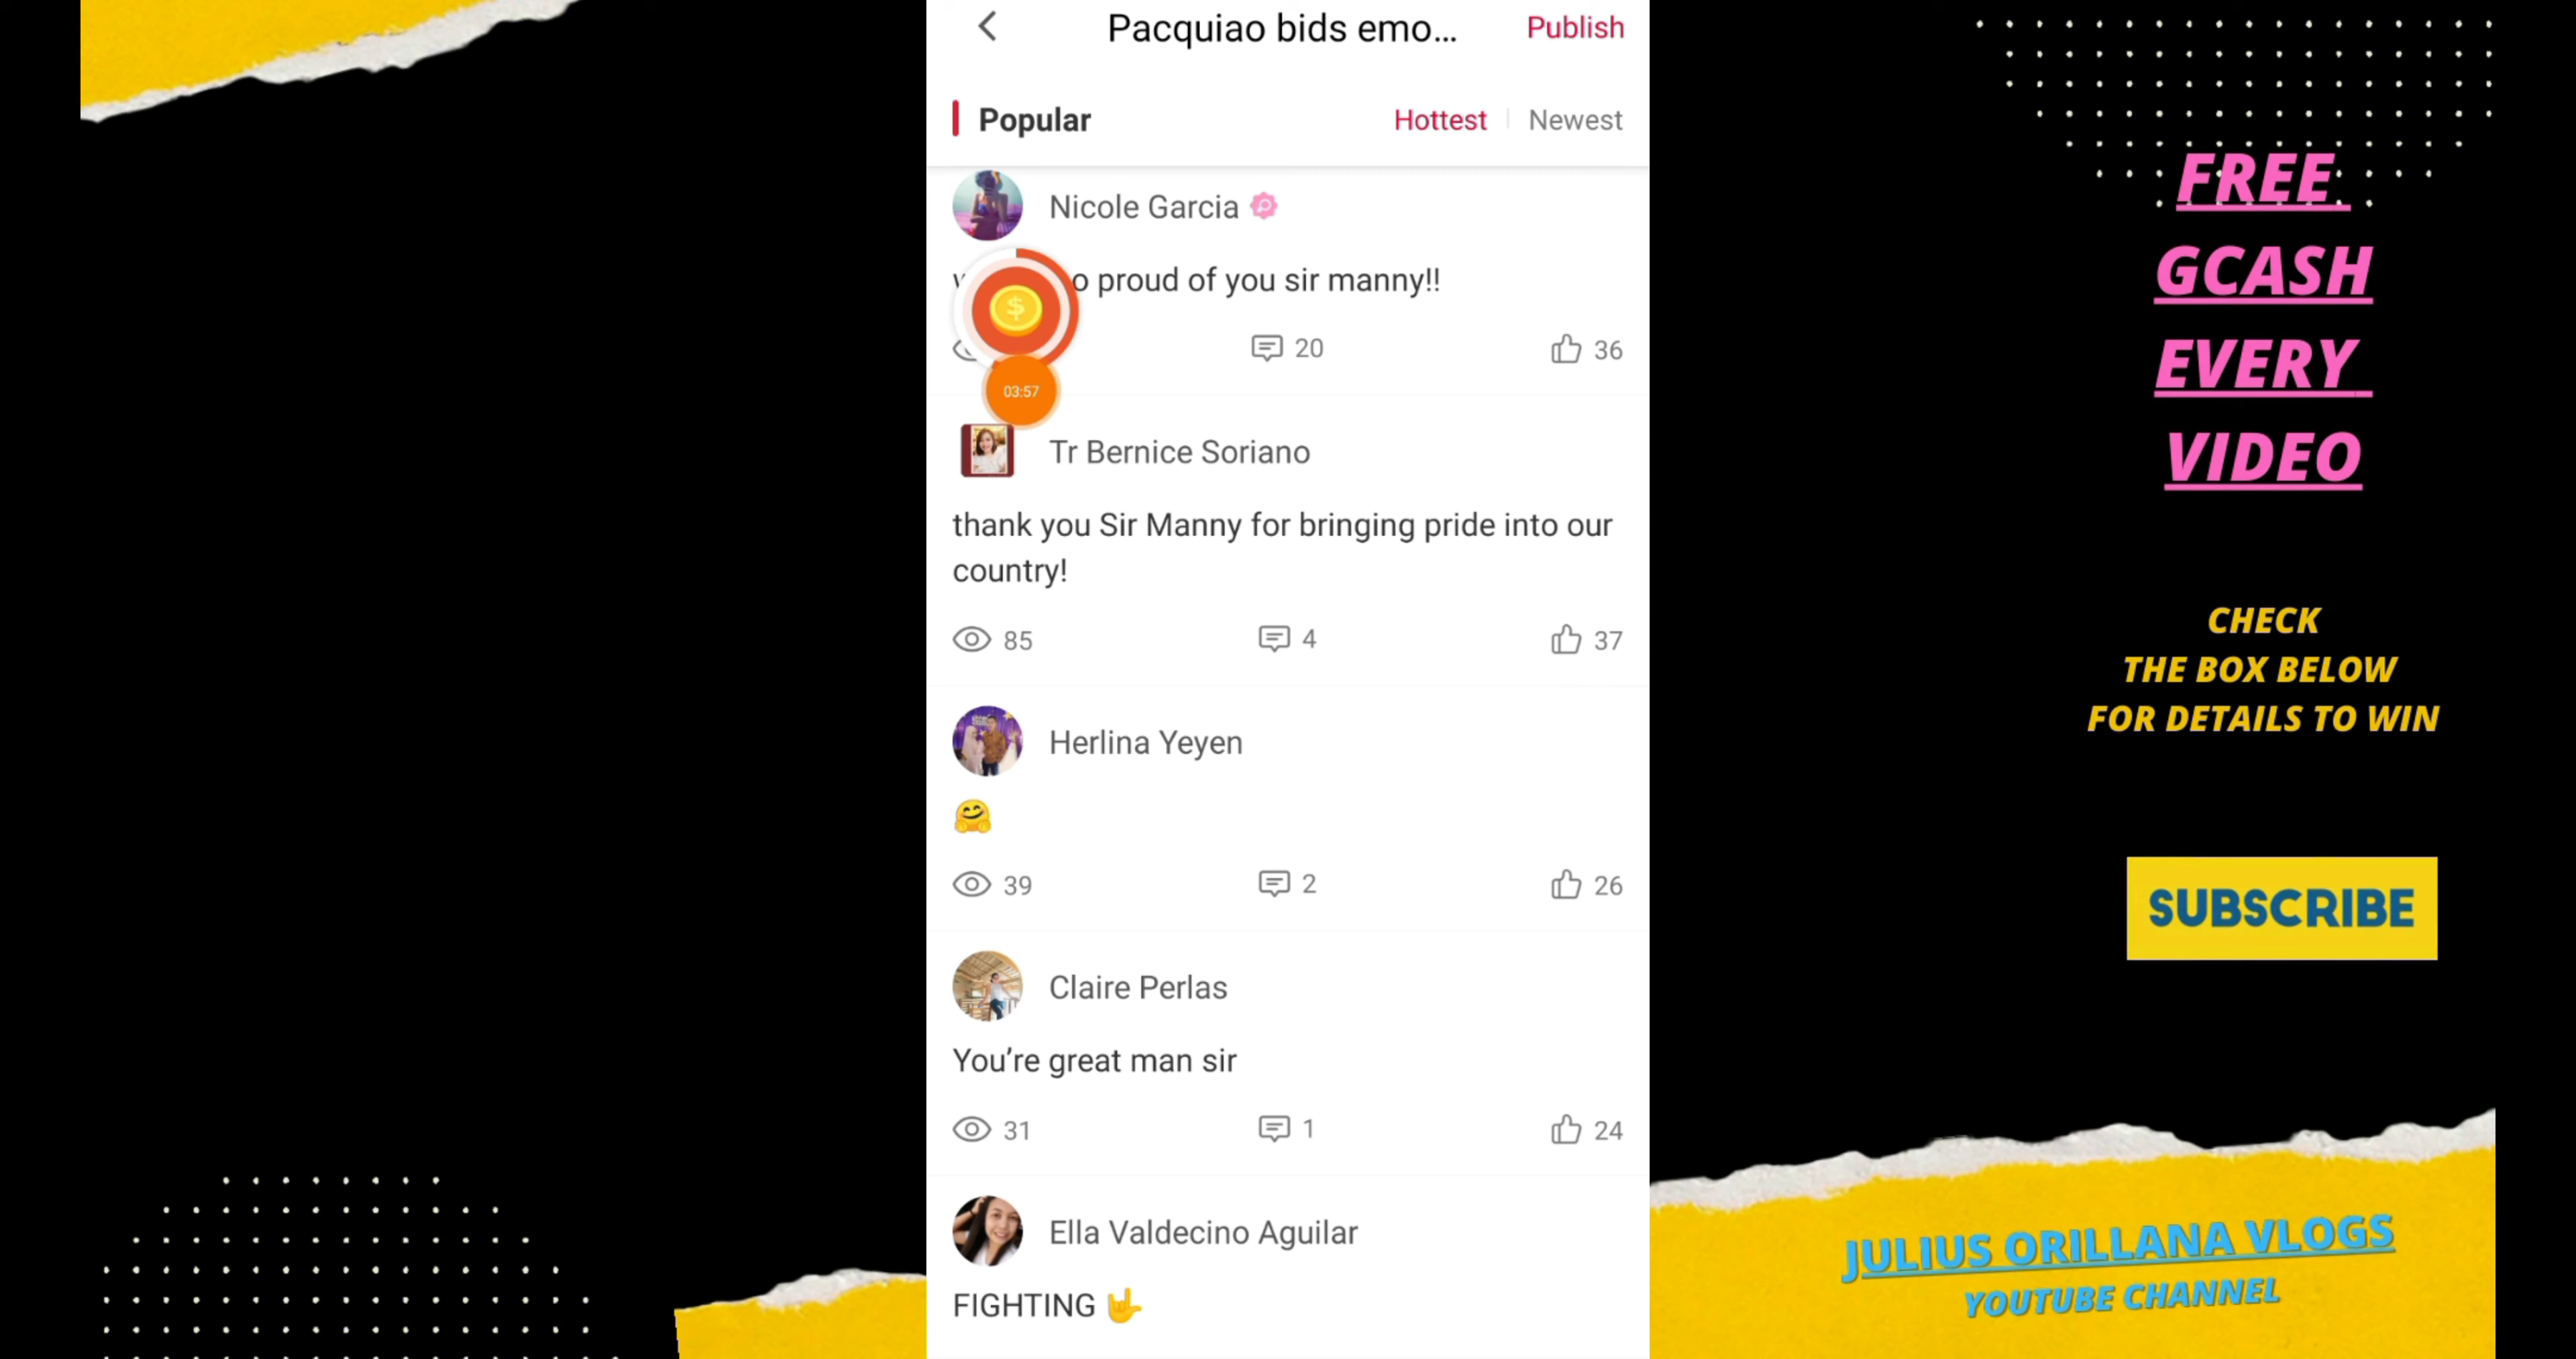 Pacquiao bids emo...
Publish
Popular
Hottest
Newest
Nicole Garcia
o proud of you sir manny!!
20
36
03:57
Tr Bernice Soriano
thank you Sir Manny for bringing pride into our
country!
85
4
37
Herlina Yeyen
🤗
39
2
26
Claire Perlas
You're great man sir
31
1
24
Ella Valdecino Aguilar
FIGHTING 🤟
FREE
GCASH
EVERY
VIDEO
CHECK
THE BOX BELOW
FOR DETAILS TO WIN
SUBSCRIBE
JULIUS ORILLANA VLOGS
YOUTUBE CHANNEL